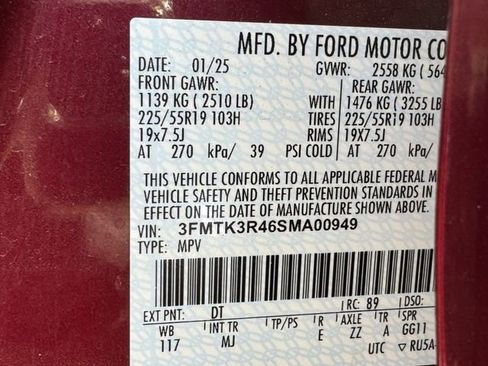 MFD. BY FORD MOTOR CO
DATE: 01/25 GVWR: 2558 KG (564
FRONT GAWR: REAR GAWR:
1139 KG (2510 LB) WITH 1476 KG (3255 LB
225/55R19 103H TIRES 225/55R19 103H
19x7.5J RIMS 19x7.5J
AT 270 kPa/ 39 PSI COLD AT 270 kPa/
THIS VEHICLE CONFORMS TO ALL APPLICABLE FEDERAL M
VEHICLE SAFETY AND THEFT PREVENTION STANDARDS IN
EFFECT ON THE DATE OF MANUFACTURE SHOWN ABOVE.
VIN: 3FMTK3R46SMA00949
TYPE: MPV
EXT PNT: DT RC: 89 DSO:
WB INT TR TP/PS R AXLE TR SPR
117 MJ E ZZ A GG11
UTC ▽ RU5A-